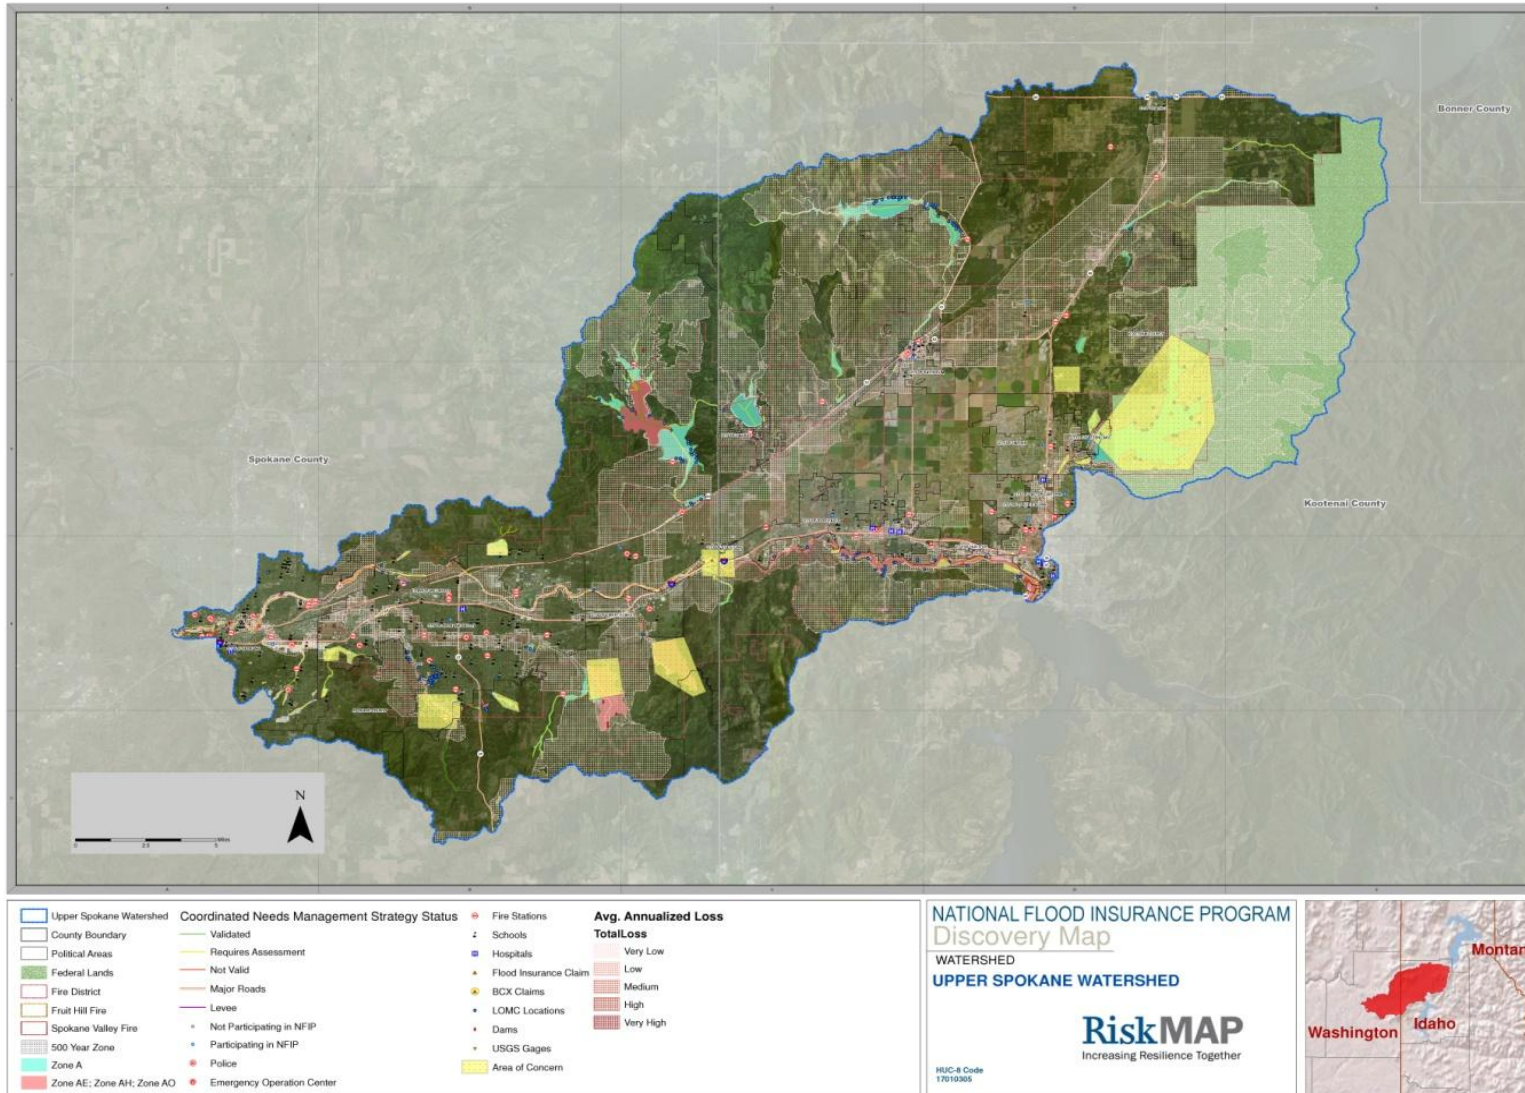 Bonner County
Spokane County
Kootenai County
N
0 2.5 5 Miles
Upper Spokane Watershed
County Boundary
Political Areas
Federal Lands
Fire District
Fruit Hill Fire
Spokane Valley Fire
500 Year Zone
Zone A
Zone AE; Zone AH; Zone AO
Coordinated Needs Management Strategy Status
Validated
Requires Assessment
Not Valid
Major Roads
Levee
Not Participating in NFIP
Participating in NFIP
Police
Emergency Operation Center
Fire Stations
Schools
Hospitals
Flood Insurance Claim
BCX Claims
LOMC Locations
Dams
USGS Gages
Area of Concern
Avg. Annualized Loss
TotalLoss
Very Low
Low
Medium
High
Very High
NATIONAL FLOOD INSURANCE PROGRAM
Discovery Map
WATERSHED
UPPER SPOKANE WATERSHED
RiskMAP
Increasing Resilience Together
HUC-8 Code
17010305
Montan
Washington
Idaho